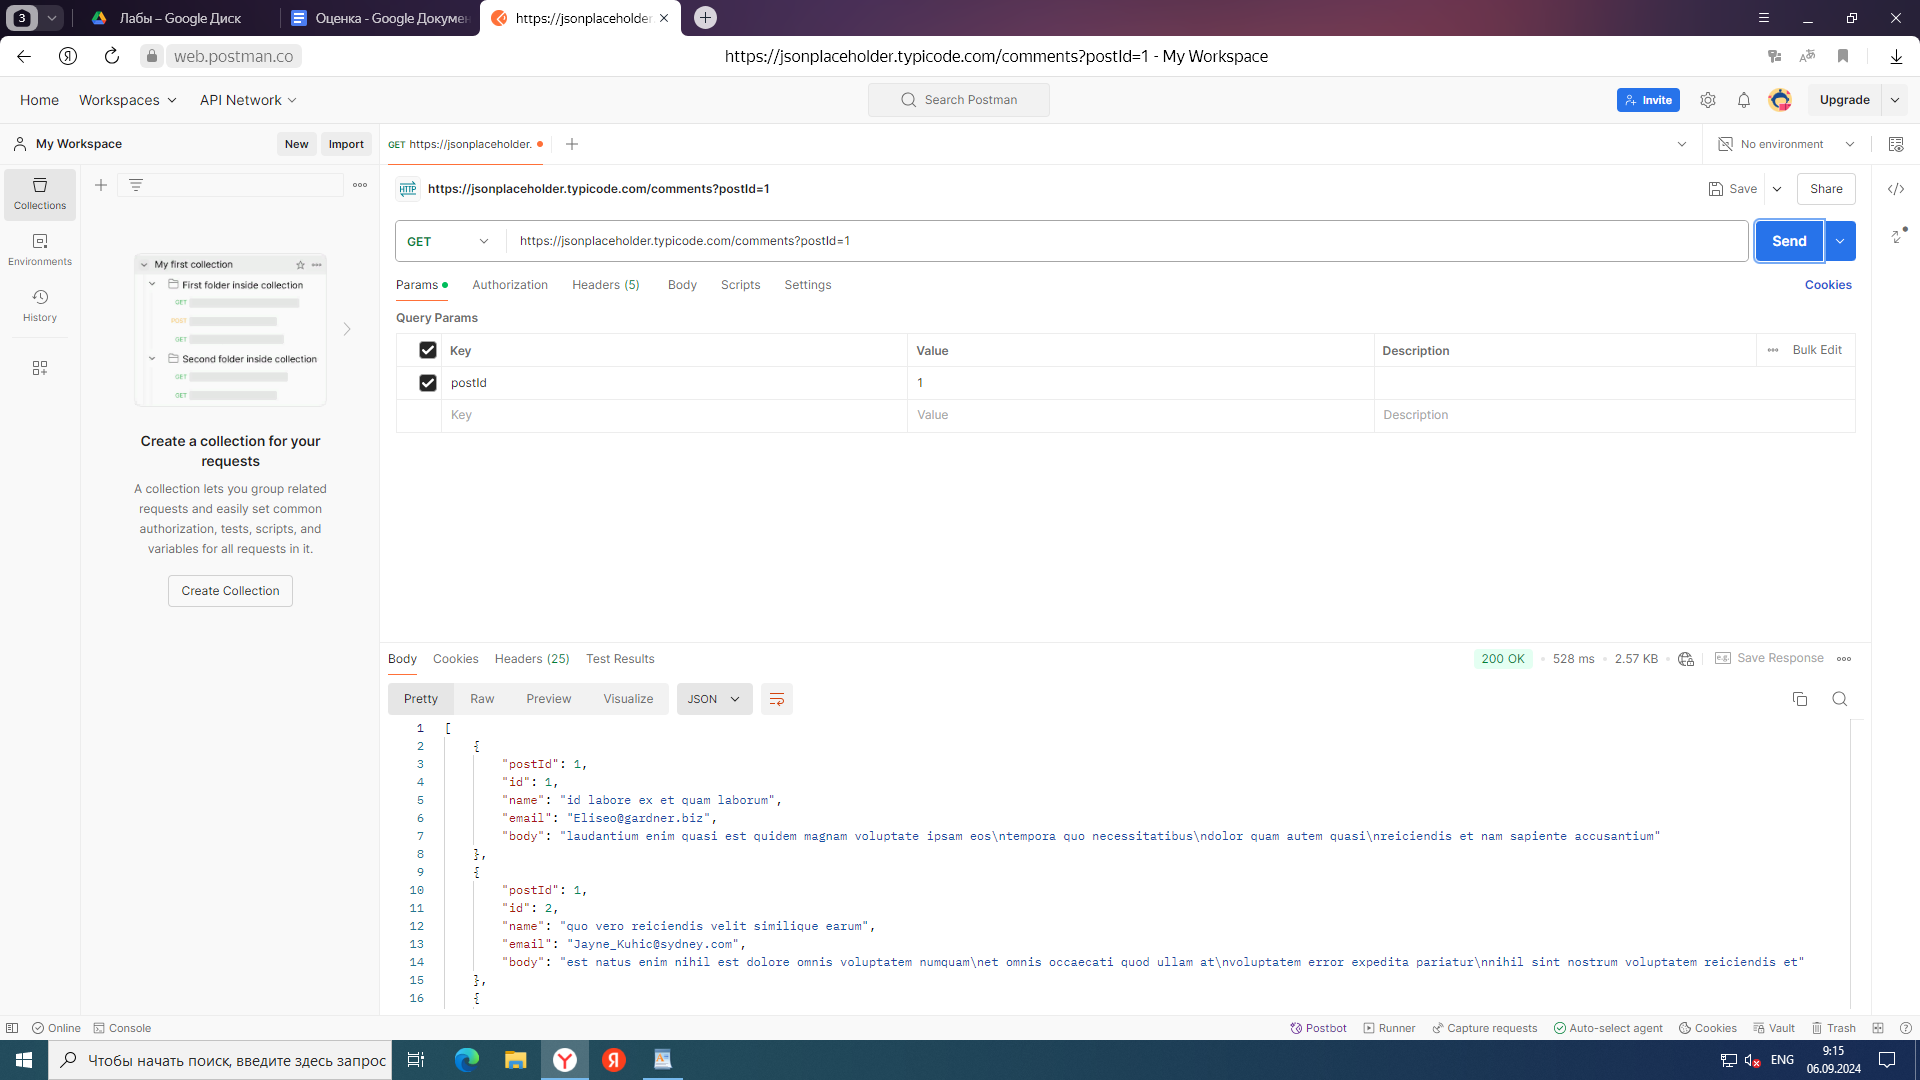 3
Лабы – Google Диск
Оценка - Google Докумен
https://jsonplaceholder
web.postman.co
https://jsonplaceholder.typicode.com/comments?postId=1 - My Workspace
Home
Workspaces
API Network
Search Postman
Invite
Upgrade
My Workspace
New
Import
GET https://jsonplaceholder.
No environment
Collections
Environments
History
HTTP
https://jsonplaceholder.typicode.com/comments?postId=1
Save
Share
GET
https://jsonplaceholder.typicode.com/comments?postId=1
Send
Params
Authorization
Headers (5)
Body
Scripts
Settings
Cookies
Query Params
Key
Value
Description
Bulk Edit
postId
1
Key
Value
Description
My first collection
First folder inside collection
GET
POST
GET
Second folder inside collection
GET
GET
Create a collection for your
requests
A collection lets you group related
requests and easily set common
authorization, tests, scripts, and
variables for all requests in it.
Create Collection
Body
Cookies
Headers (25)
Test Results
200 OK
528 ms
2.57 KB
e.g.
Save Response
Pretty
Raw
Preview
Visualize
JSON
1 [
2 {
3 "postId": 1,
4 "id": 1,
5 "name": "id labore ex et quam laborum",
6 "email": "Eliseo@gardner.biz",
7 "body": "laudantium enim quasi est quidem magnam voluptate ipsam eos\ntempora quo necessitatibus\ndolor quam autem quasi\nreiciendis et nam sapiente accusantium"
8 },
9 {
10 "postId": 1,
11 "id": 2,
12 "name": "quo vero reiciendis velit similique earum",
13 "email": "Jayne_Kuhic@sydney.com",
14 "body": "est natus enim nihil est dolore omnis voluptatem numquam\net omnis occaecati quod ullam at\nvoluptatem error expedita pariatur\nnihil sint nostrum voluptatem reiciendis et"
15 },
16 {
Online
Console
Postbot
Runner
Capture requests
Auto-select agent
Cookies
Vault
Trash
Чтобы начать поиск, введите здесь запрос
ENG
9:15
06.09.2024